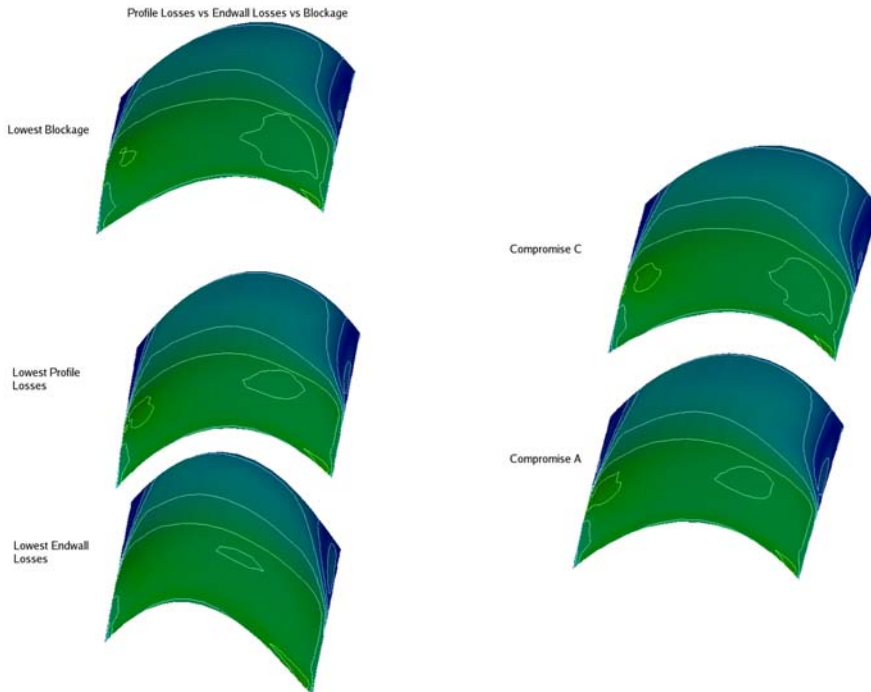 Profile Losses vs Endwall Losses vs Blockage
Lowest Blockage
Compromise C
Lowest Profile
Losses
Compromise A
Lowest Endwall
Losses